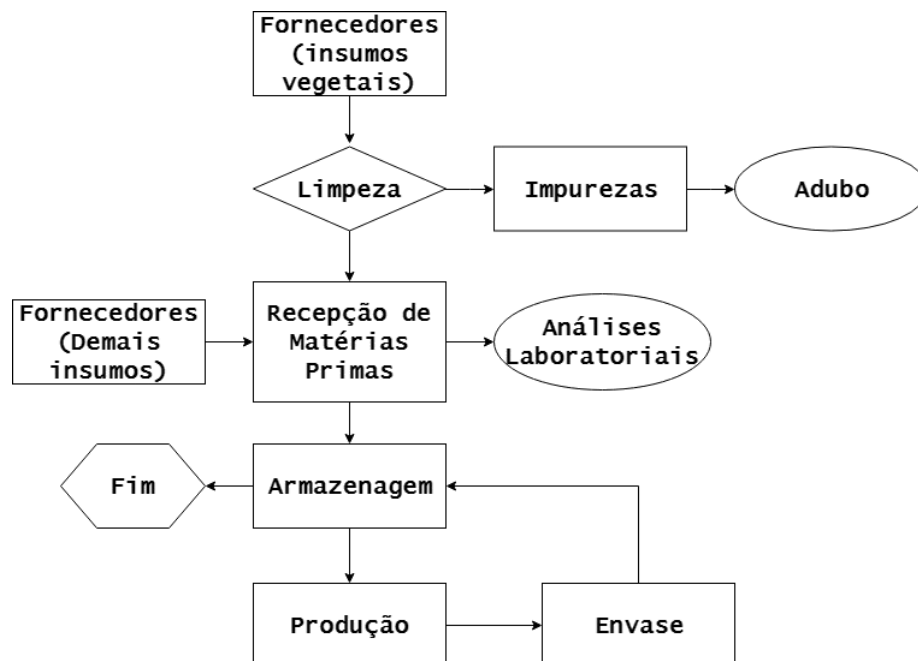 Fornecedores
(insumos
vegetais)
Limpeza
Impurezas
Adubo
Fornecedores
(Demais
insumos)
Recepção de
Matérias
Primas
Análises
Laboratoriais
Fim
Armazenagem
Produção
Envase